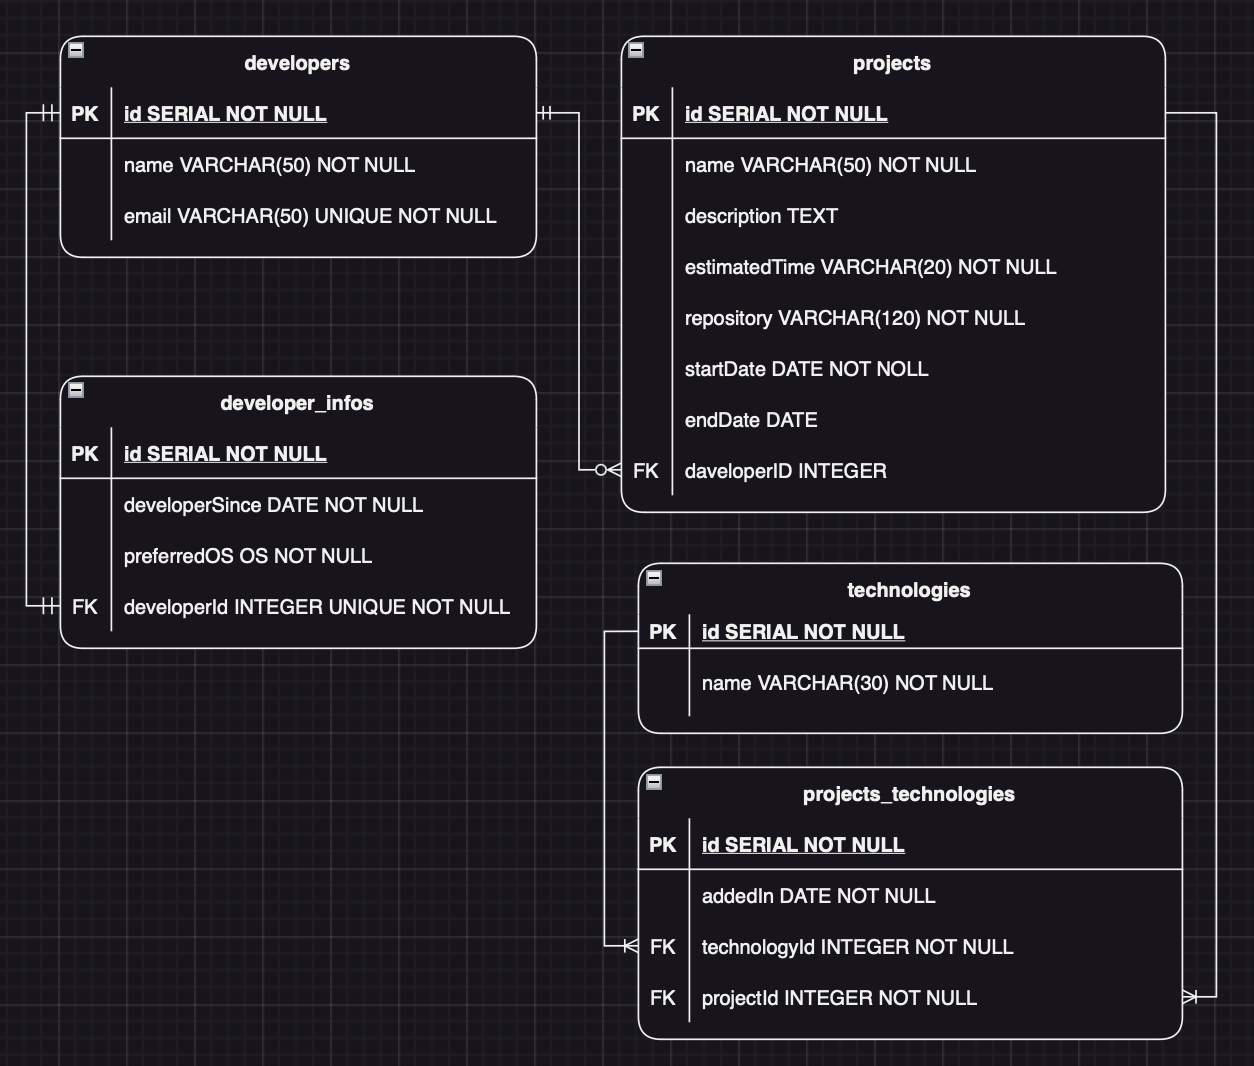 developers
PK id SERIAL NOT NULL
name VARCHAR(50) NOT NULL
email VARCHAR(50) UNIQUE NOT NULL
projects
PK id SERIAL NOT NULL
name VARCHAR(50) NOT NULL
description TEXT
estimatedTime VARCHAR(20) NOT NULL
repository VARCHAR(120) NOT NULL
startDate DATE NOT NOLL
endDate DATE
FK daveloperID INTEGER
developer_infos
PK id SERIAL NOT NULL
developerSince DATE NOT NULL
preferredOS OS NOT NULL
FK developerId INTEGER UNIQUE NOT NULL
technologies
PK id SERIAL NOT NULL
name VARCHAR(30) NOT NULL
projects_technologies
PK id SERIAL NOT NULL
addedIn DATE NOT NULL
FK technologyId INTEGER NOT NULL
FK projectId INTEGER NOT NULL